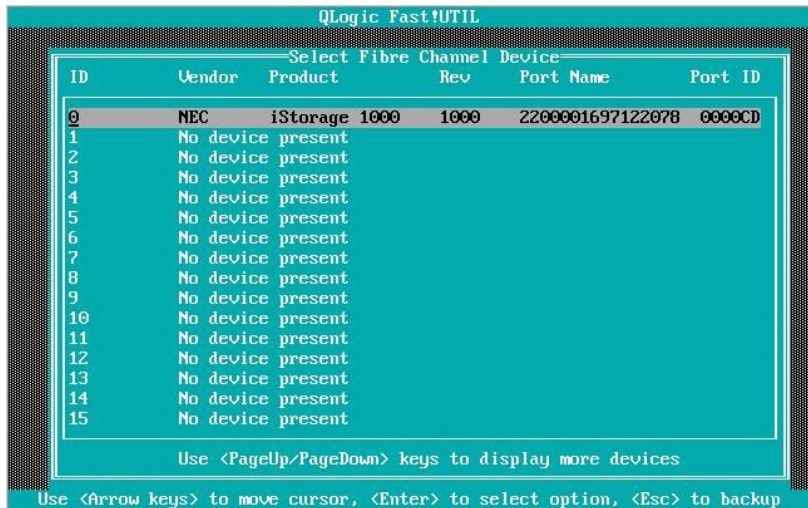 QLogic Fast!UTIL
Select Fibre Channel Device
ID Vendor Product Rev Port Name Port ID
0 NEC iStorage 1000 1000 2200001697122078 0000CD
1 No device present
2 No device present
3 No device present
4 No device present
5 No device present
6 No device present
7 No device present
8 No device present
9 No device present
10 No device present
11 No device present
12 No device present
13 No device present
14 No device present
15 No device present
Use <PageUp/PageDown> keys to display more devices
Use <Arrow keys> to move cursor, <Enter> to select option, <Esc> to backup